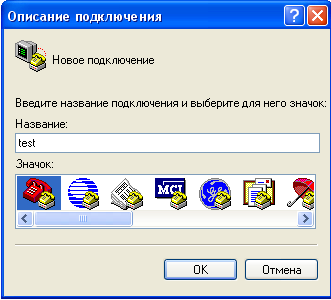 Описание подключения
Новое подключение
Введите название подключения и выберите для него значок:
Название:
test
Значок:
MCI
OK
Отмена